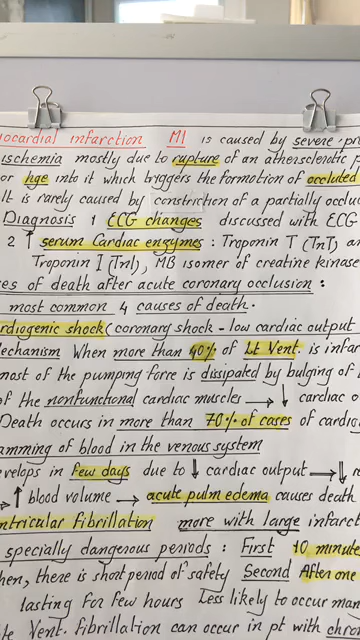 ocardial infarction MI is caused by severe pr
ischemia mostly due to rupture of an atherosclerotic
or hge into it which triggers the formation of occluded
It is rarely caused by constriction of a partially occlu
Diagnosis 1 ECG changes discussed with ECG
2 ↑ serum Cardiac enzymes : Troponin T (TnT) a
Troponin I (TnI), MB isomer of creatine kinase
es of death after acute coronary occlusion :
most common 4 causes of death.
rdiogenic shock (coronary shock - low cardiac output
echanism When more than 40% of Lt Vent. is infar
most of the pumping force is dissipated by bulging of
of the nonfunctional cardiac muscles → ↓ cardiac o
Death occurs in more than 70% of cases of cardio
amming of blood in the venous system
evelops in few days due to ↓ cardiac output → ↓
→ ↑ blood volume → acute pulm edema causes death
ntricular fibrillation more with large infarct
specially dangerous periods : First 10 minute
hen, there is short period of safety Second After one
lasting for few hours Less likely to occur man
Vent. fibrillation can occur in pt with chr